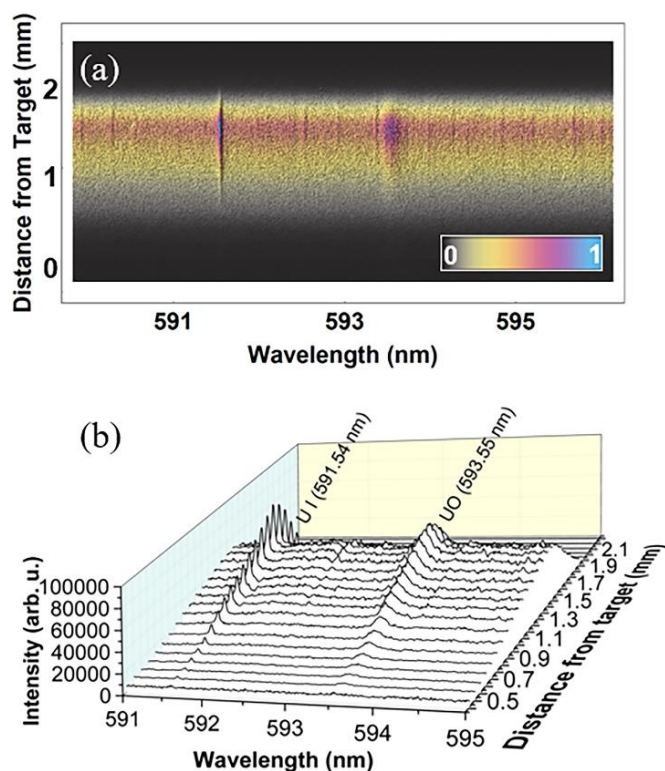 (a)
Distance from Target (mm)
2
1
0
0 1
591 593 595
Wavelength (nm)
(b)
U I (591.54 nm)
UO (593.55 nm)
Intensity (arb. u.)
100000
80000
60000
40000
20000
0
591 592 593 594 595
Wavelength (nm)
2.1
1.9
1.7
1.5
1.3
1.1
0.9
0.7
0.5
Distance from target (mm)